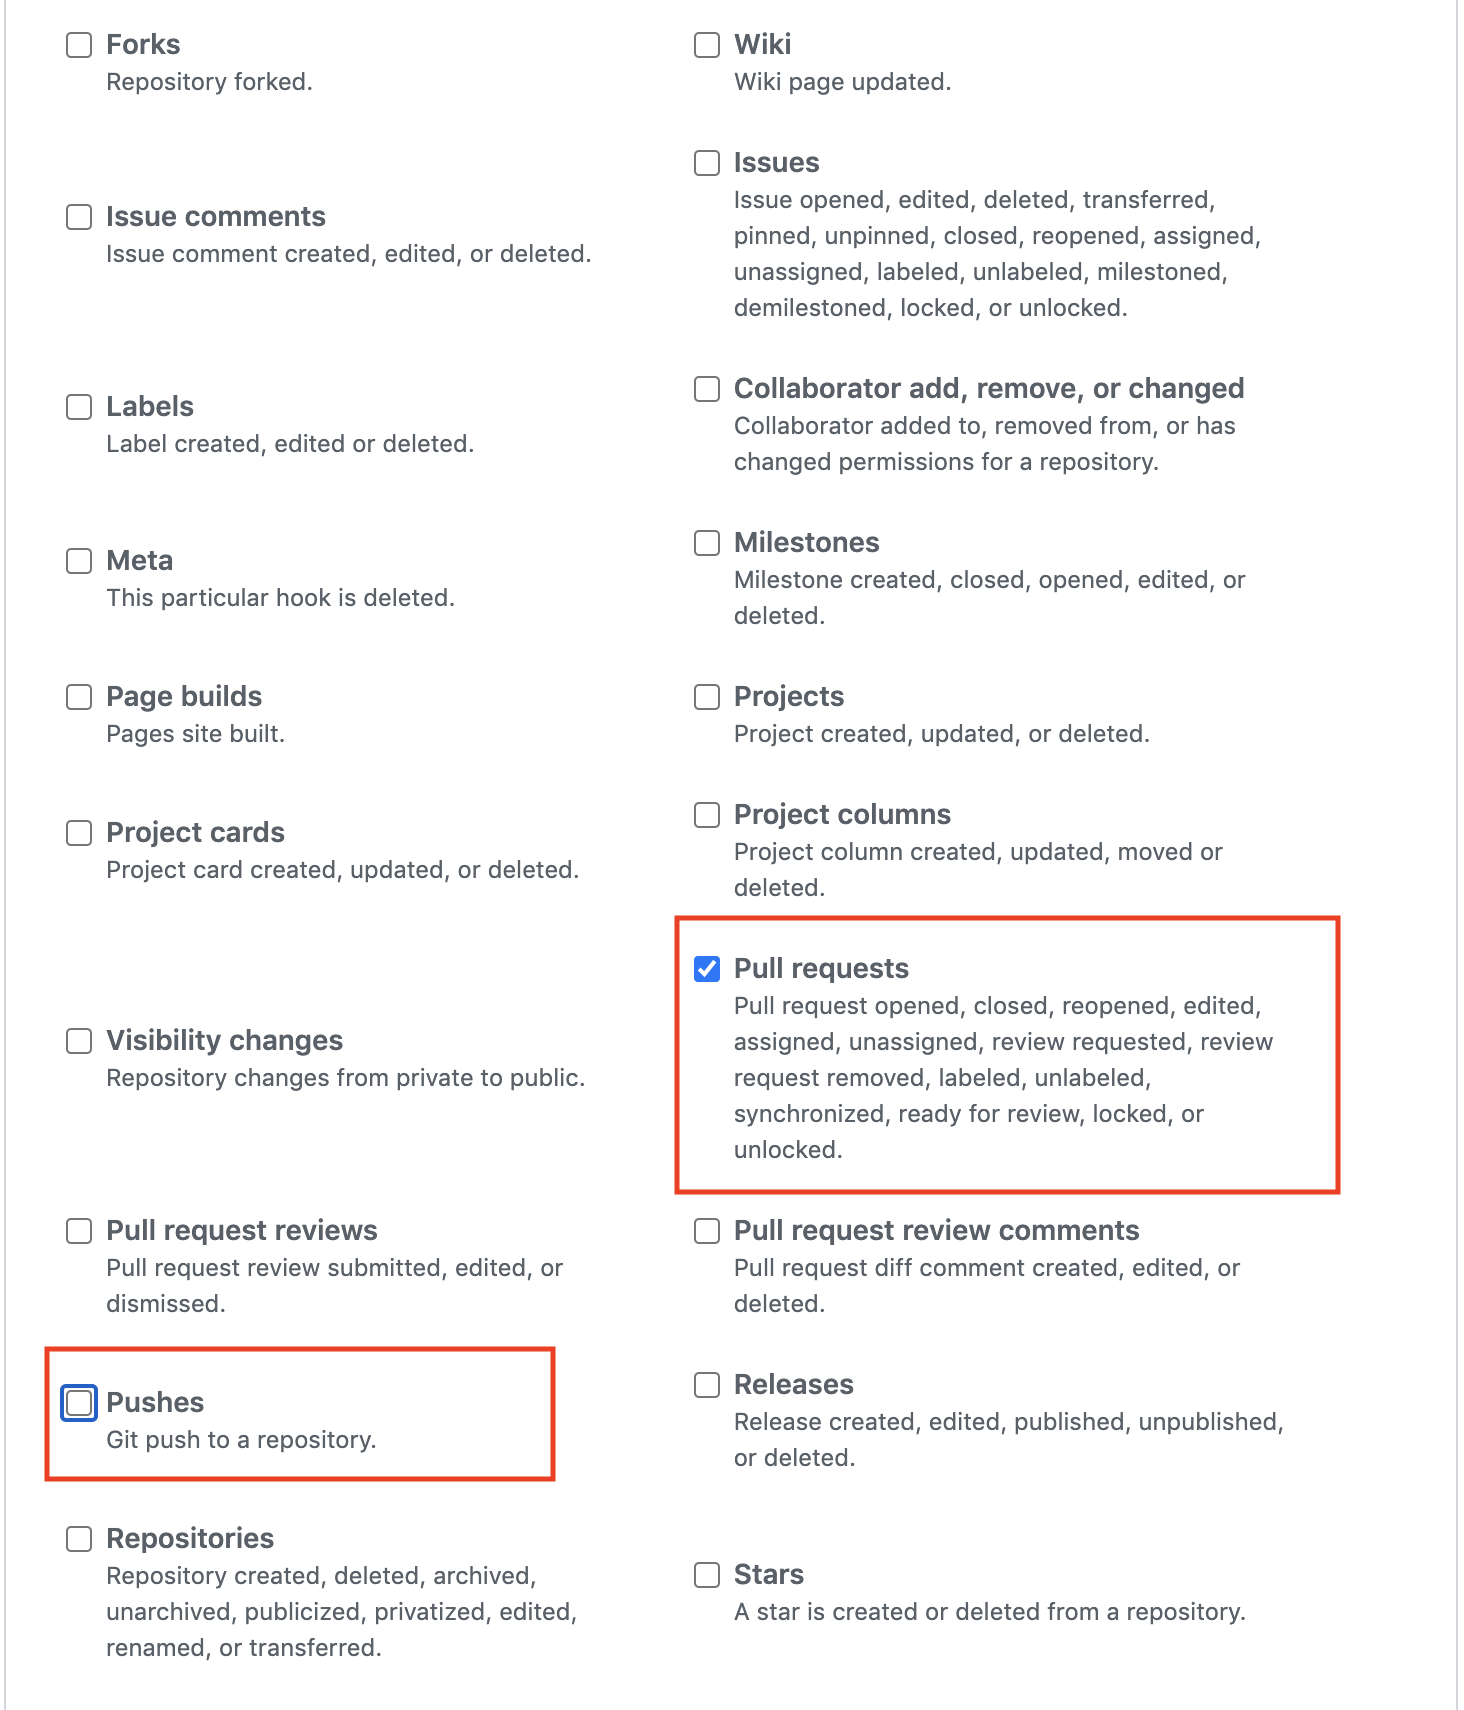 Forks
Repository forked.
Wiki
Wiki page updated.
Issue comments
Issue comment created, edited, or deleted.
Issues
Issue opened, edited, deleted, transferred,
pinned, unpinned, closed, reopened, assigned,
unassigned, labeled, unlabeled, milestoned,
demilestoned, locked, or unlocked.
Labels
Label created, edited or deleted.
Collaborator add, remove, or changed
Collaborator added to, removed from, or has
changed permissions for a repository.
Meta
This particular hook is deleted.
Milestones
Milestone created, closed, opened, edited, or
deleted.
Page builds
Pages site built.
Projects
Project created, updated, or deleted.
Project cards
Project card created, updated, or deleted.
Project columns
Project column created, updated, moved or
deleted.
Visibility changes
Repository changes from private to public.
Pull requests
Pull request opened, closed, reopened, edited,
assigned, unassigned, review requested, review
request removed, labeled, unlabeled,
synchronized, ready for review, locked, or
unlocked.
Pull request reviews
Pull request review submitted, edited, or
dismissed.
Pull request review comments
Pull request diff comment created, edited, or
deleted.
Pushes
Git push to a repository.
Releases
Release created, edited, published, unpublished,
or deleted.
Repositories
Repository created, deleted, archived,
unarchived, publicized, privatized, edited,
renamed, or transferred.
Stars
A star is created or deleted from a repository.